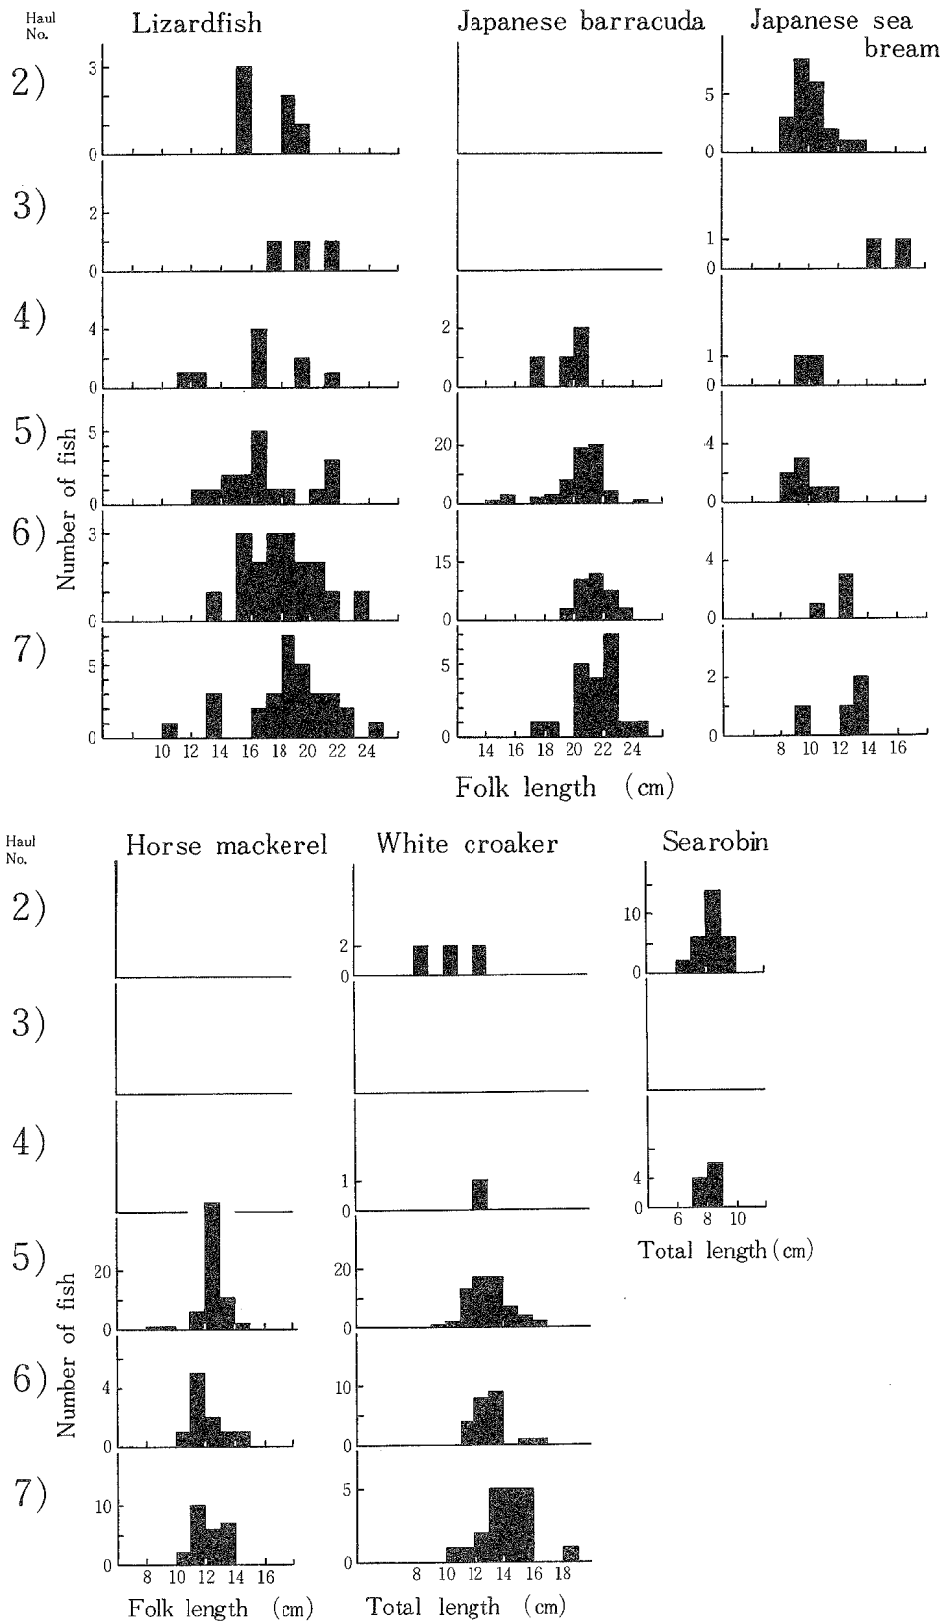 Haul
No.
Lizardfish
Japanese barracuda
Japanese sea
bream
2)
3
0
5
0
3)
2
0
1
0
4)
4
0
2
0
1
0
5)
5
0
20
0
4
0
6)
3
0
15
0
4
0
7)
5
0
5
0
2
0
Number of fish
10 12 14 16 18 20 22 24
14 16 18 20 22 24
8 10 12 14 16
Folk length (cm)
Haul
No.
Horse mackerel
White croaker
Searobin
2)
2
0
10
0
3)
4)
1
0
4
0
6 8 10
Total length (cm)
5)
20
0
20
0
6)
4
0
10
0
7)
10
0
5
0
Number of fish
8 10 12 14 16
8 10 12 14 16 18
Folk length (cm)
Total length (cm)